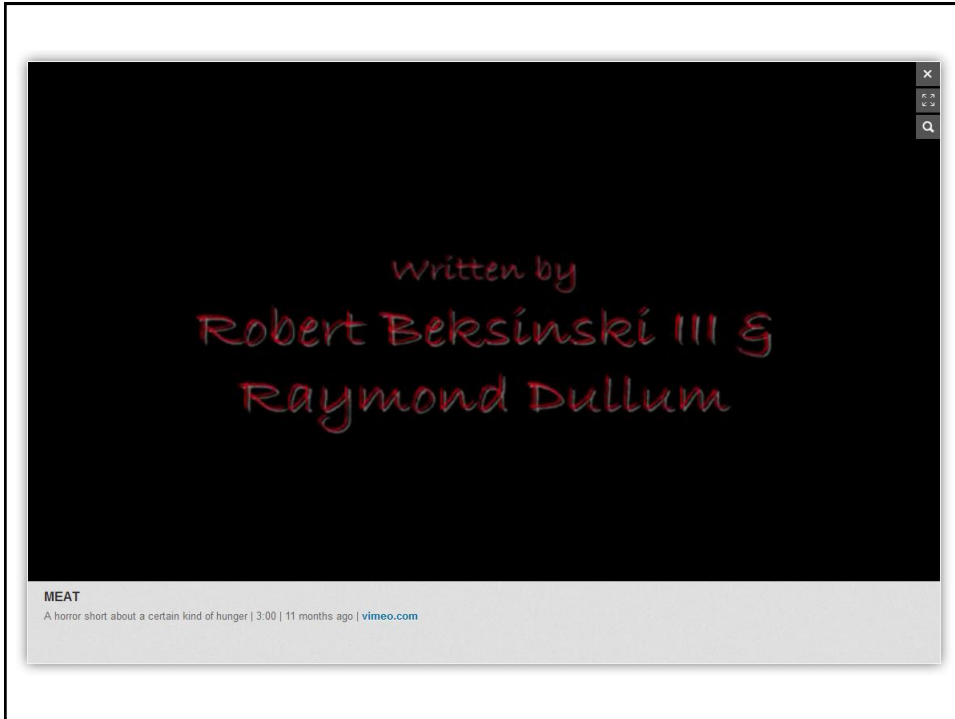 Written by
Robert Beksinski III &
Raymond Dullum
MEAT
A horror short about a certain kind of hunger | 3:00 | 11 months ago | vimeo.com